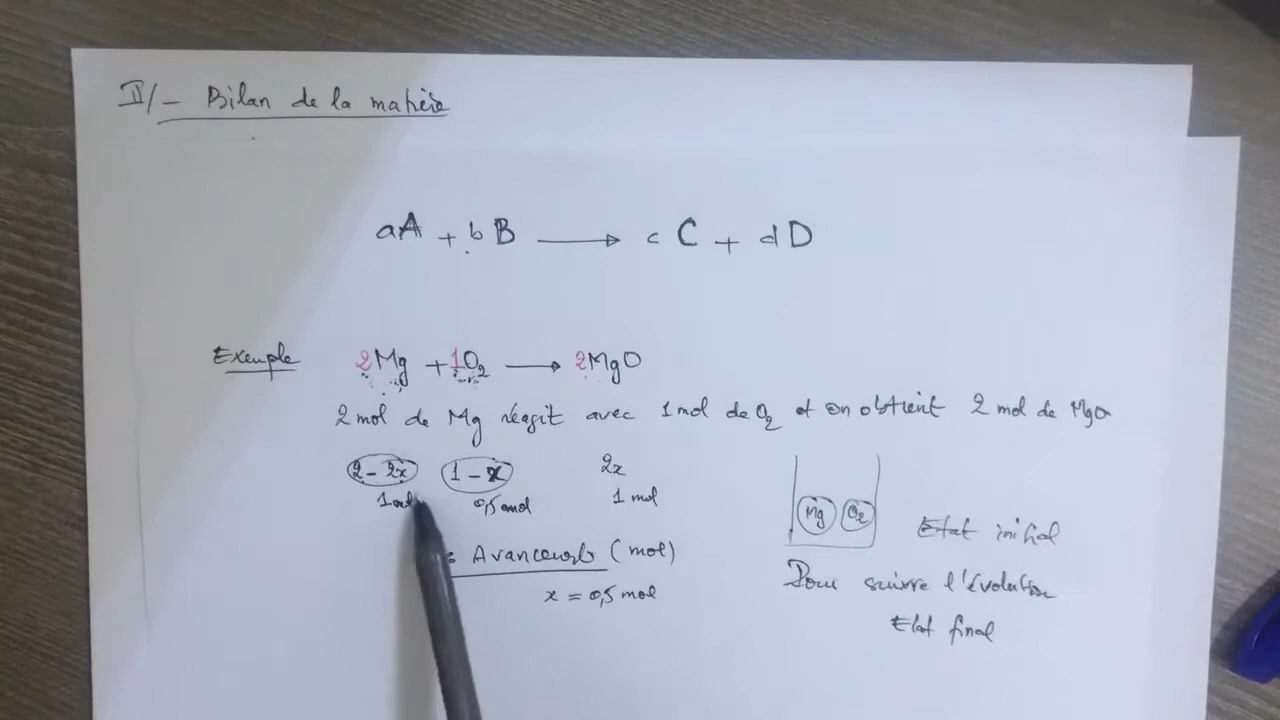 II/- Bilan de la matière
aA + bB → cC + dD
Exemple 2Mg + 1O₂ → 2MgO
2 mol de Mg réagit avec 1 mol de O₂ et on obtient 2 mol de MgO
2 - 2x 1 - x 2x
1 mol 0,5 mol 1 mol
Mg O₂ Etat initial
: Avancement (mol)
Pour suivre l'évolution
x = 0,5 mol
Etat final